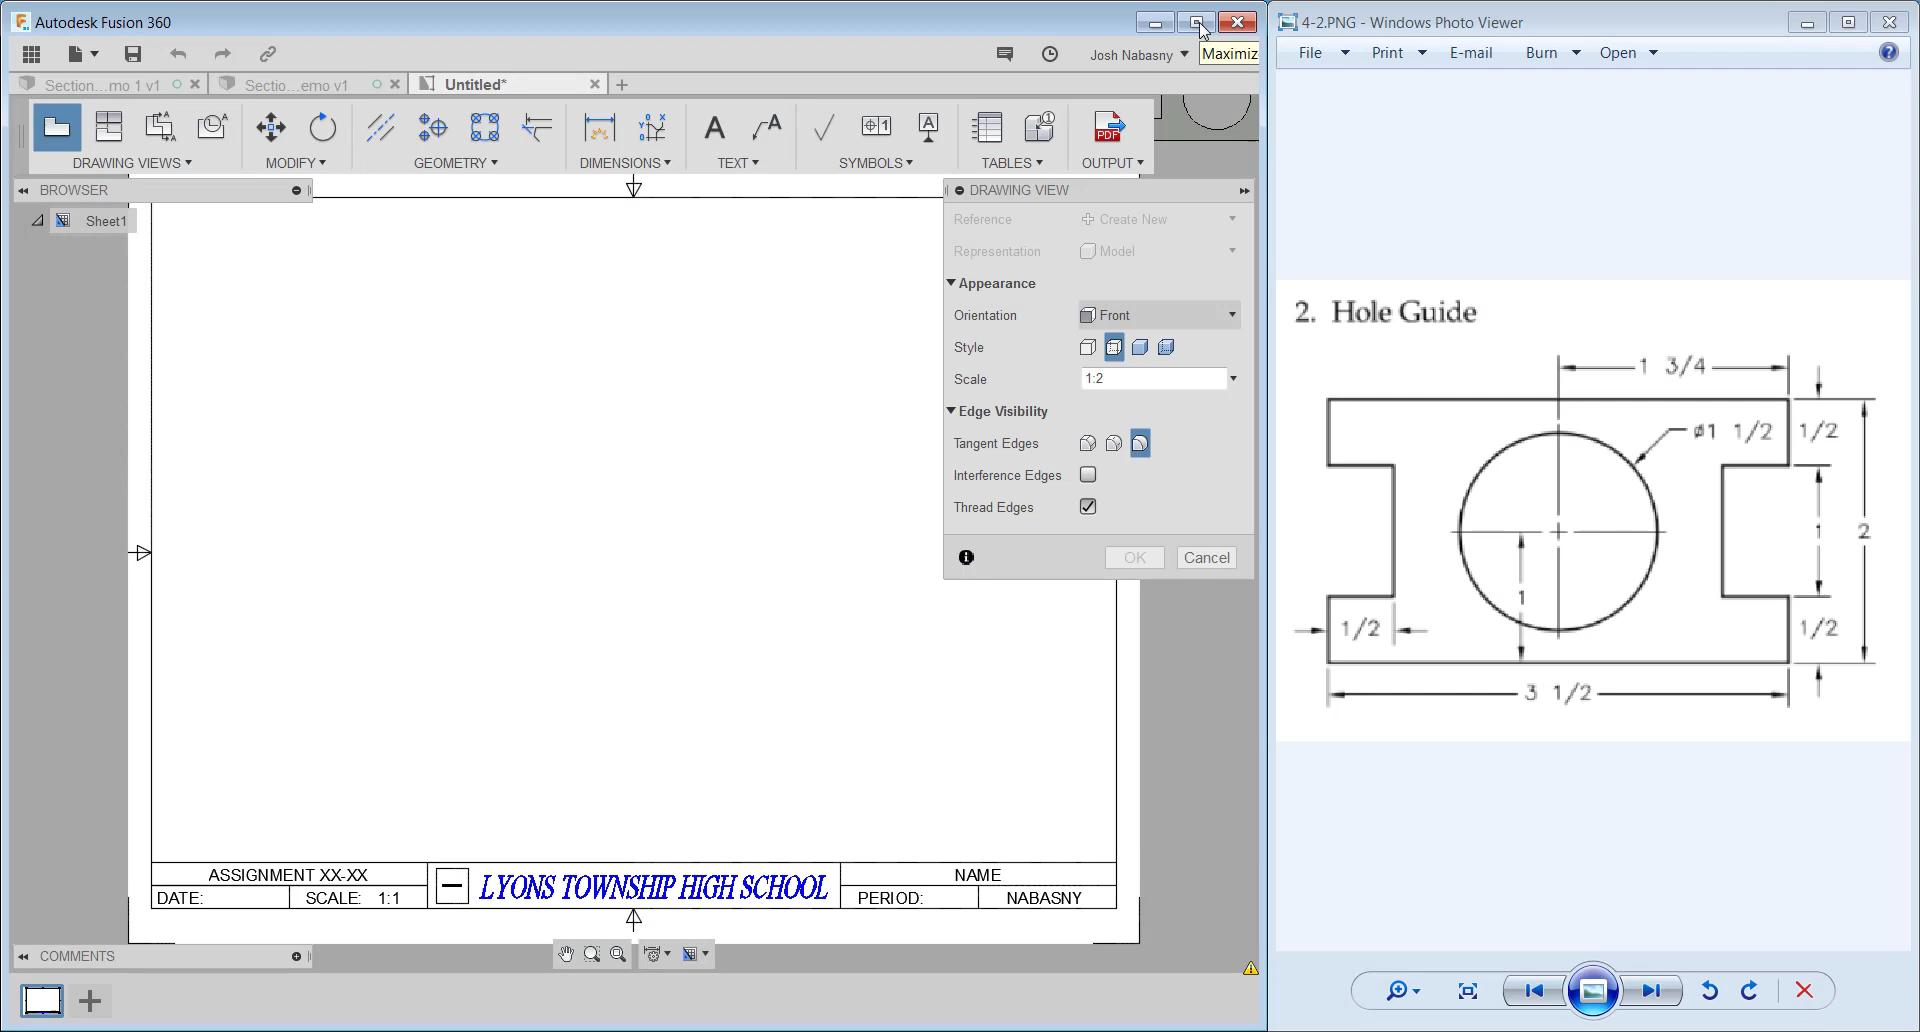 Autodesk Fusion 360
Josh Nabasny
Maximiz
Section...mo 1 v1
Sectio...emo v1
Untitled*
DRAWING VIEWS
MODIFY
GEOMETRY
DIMENSIONS
TEXT
SYMBOLS
TABLES
OUTPUT
BROWSER
Sheet1
DRAWING VIEW
Reference Create New
Representation Model
Appearance
Orientation Front
Style
Scale 1:2
Edge Visibility
Tangent Edges
Interference Edges
Thread Edges
OK Cancel
ASSIGNMENT XX-XX
DATE: SCALE: 1:1
LYONS TOWNSHIP HIGH SCHOOL
NAME
PERIOD: NABASNY
COMMENTS
4-2.PNG - Windows Photo Viewer
File Print E-mail Burn Open
2. Hole Guide
1 3/4
ø1 1/2
1/2
1
2
1
1/2
1/2
3 1/2